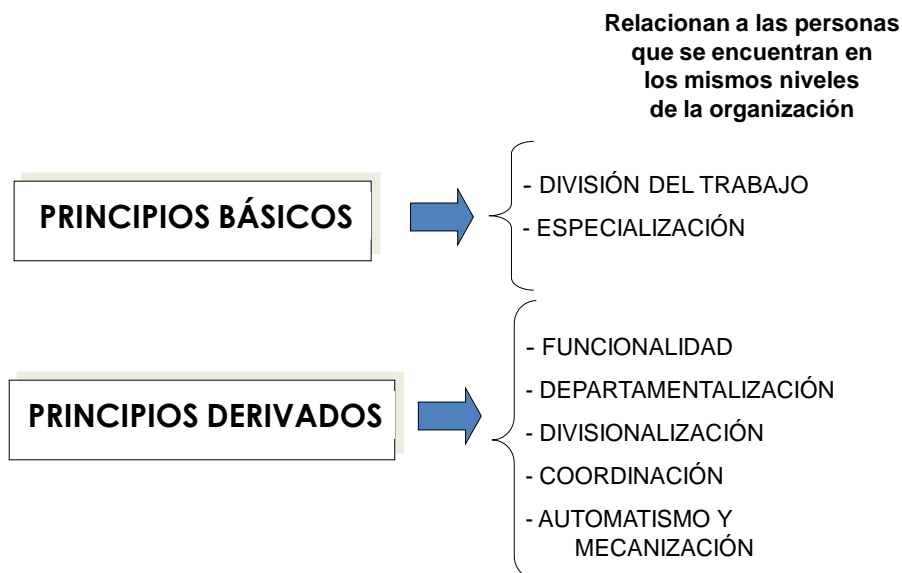 Relacionan a las personas
que se encuentran en
los mismos niveles
de la organización
PRINCIPIOS BÁSICOS
- DIVISIÓN DEL TRABAJO
- ESPECIALIZACIÓN
PRINCIPIOS DERIVADOS
- FUNCIONALIDAD
- DEPARTAMENTALIZACIÓN
- DIVISIONALIZACIÓN
- COORDINACIÓN
- AUTOMATISMO Y
MECANIZACIÓN